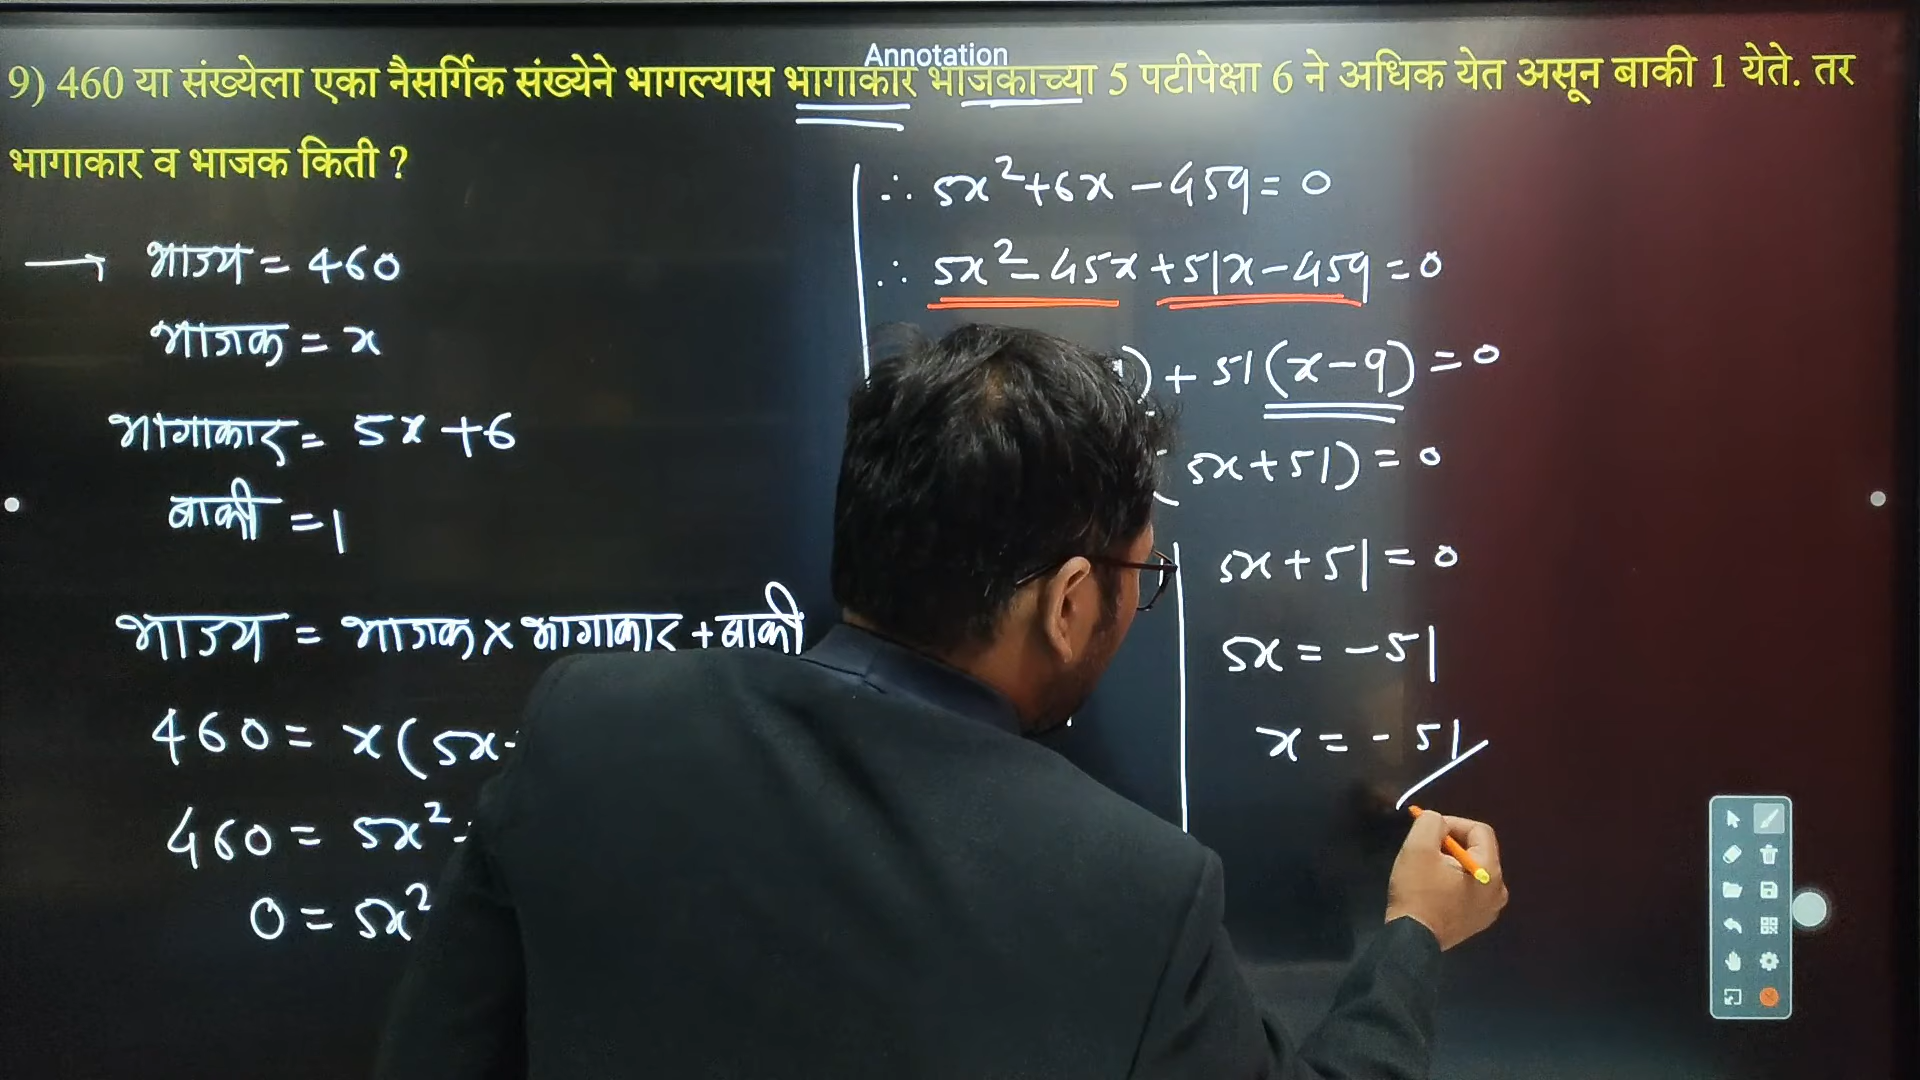 Annotation
9) 460 या संख्येला एका नैसर्गिक संख्येने भागल्यास भागाकार भाजकाच्या 5 पटीपेक्षा 6 ने अधिक येत असून बाकी 1 येते. तर
भागाकार व भाजक किती ?
→ भाज्य = 460
भाजक = x
भागाकार = 5x + 6
बाकी = 1
भाज्य = भाजक × भागाकार + बाकी
460 = x ( 5x
460 = 5x²
0 = 5x²
∴ 5x² + 6x - 459 = 0
∴ 5x² - 45x + 51x - 459 = 0
) + 51 (x - 9) = 0
( 5x + 51) = 0
5x + 51 = 0
5x = -51
x = - 51/